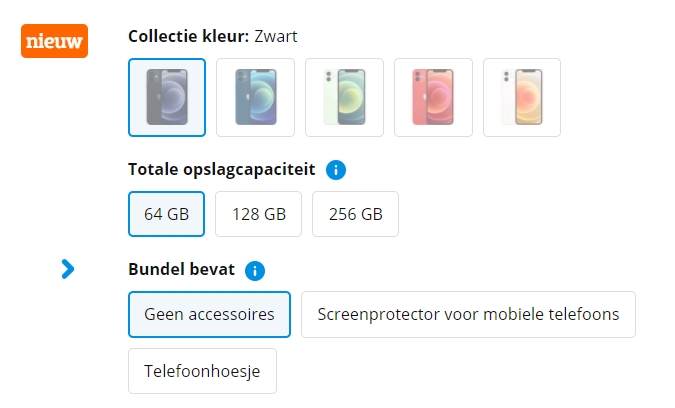 nieuw
Collectie kleur: Zwart
Totale opslagcapaciteit i
64 GB 128 GB 256 GB
Bundel bevat i
Geen accessoires Screenprotector voor mobiele telefoons
Telefoonhoesje